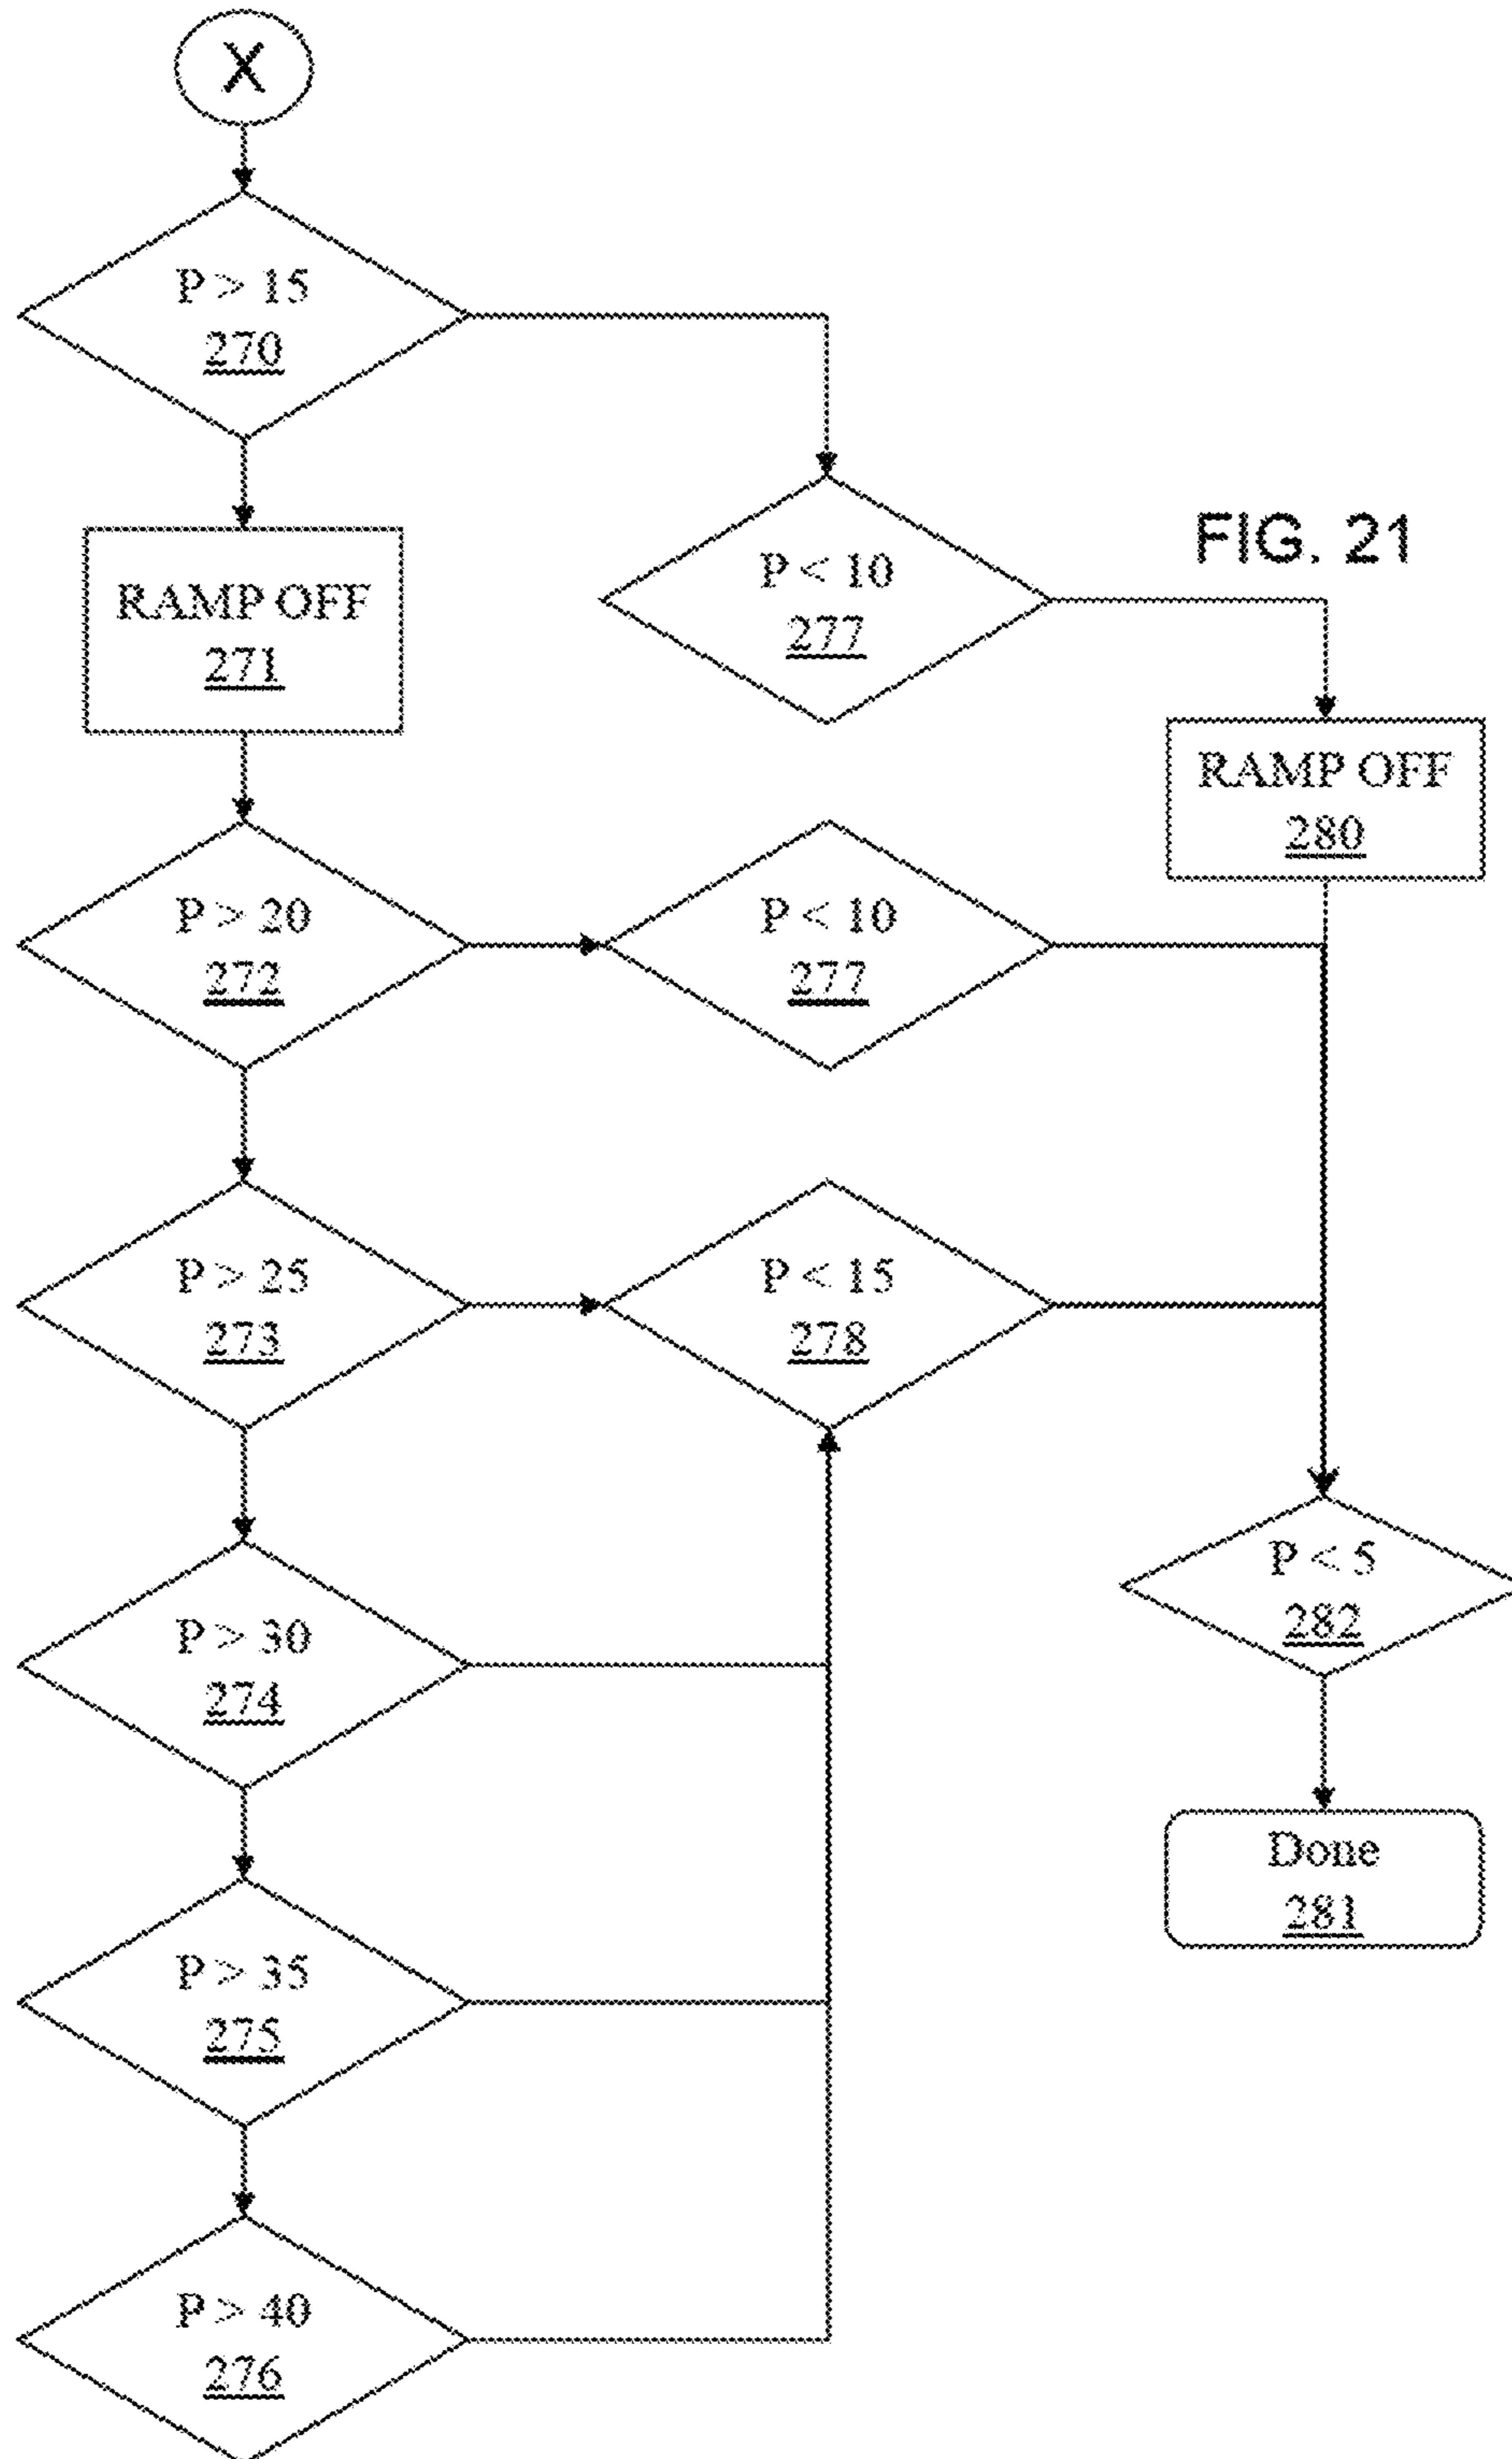 X
P > 15
270
P < 10
277
FIG. 21
RAMP OFF
271
RAMP OFF
280
P > 20
272
P < 10
277
P > 25
273
P < 15
278
P < 5
282
P > 30
274
Done
281
P > 35
275
P > 40
276